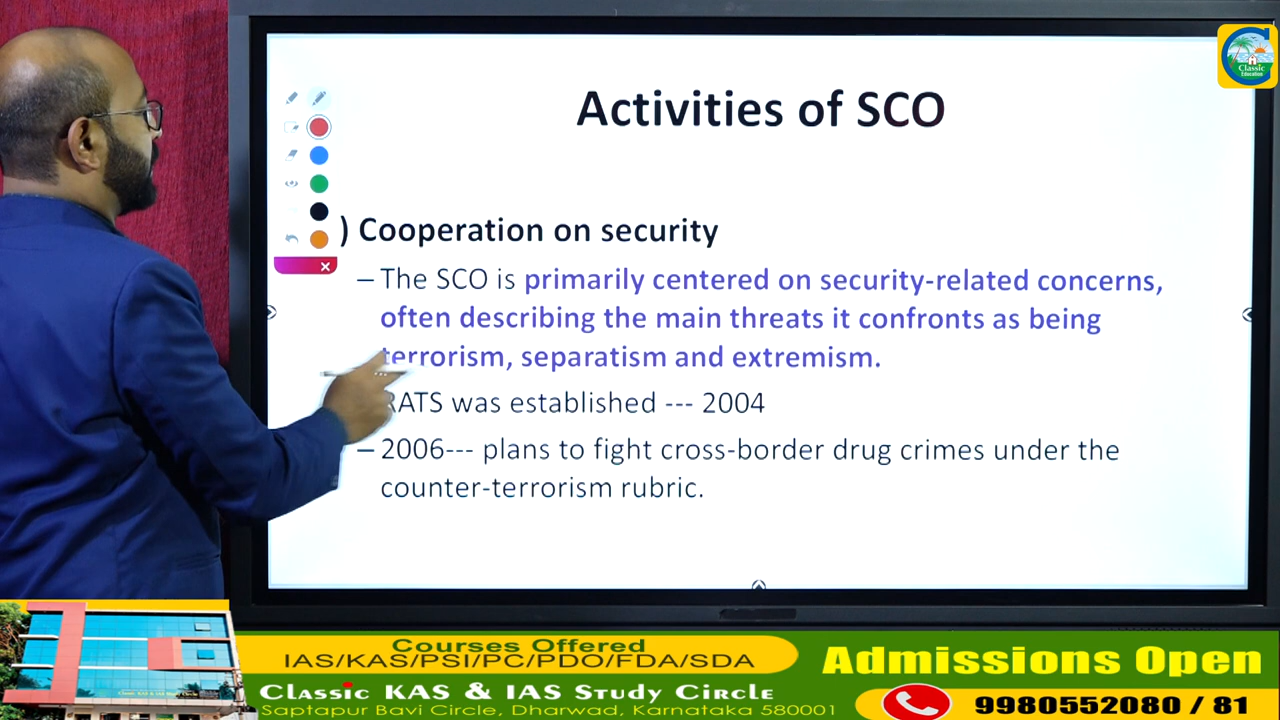 Classic
Education
Activities of SCO
) Cooperation on security
– The SCO is primarily centered on security-related concerns,
often describing the main threats it confronts as being
terrorism, separatism and extremism.
RATS was established --- 2004
– 2006--- plans to fight cross-border drug crimes under the
counter-terrorism rubric.
Courses Offered
IAS/KAS/PSI/PC/PDO/FDA/SDA
Classic KAS & IAS Study Circle
Saptapur Bavi Circle, Dharwad, Karnataka 580001
Admissions Open
9980552080 / 81